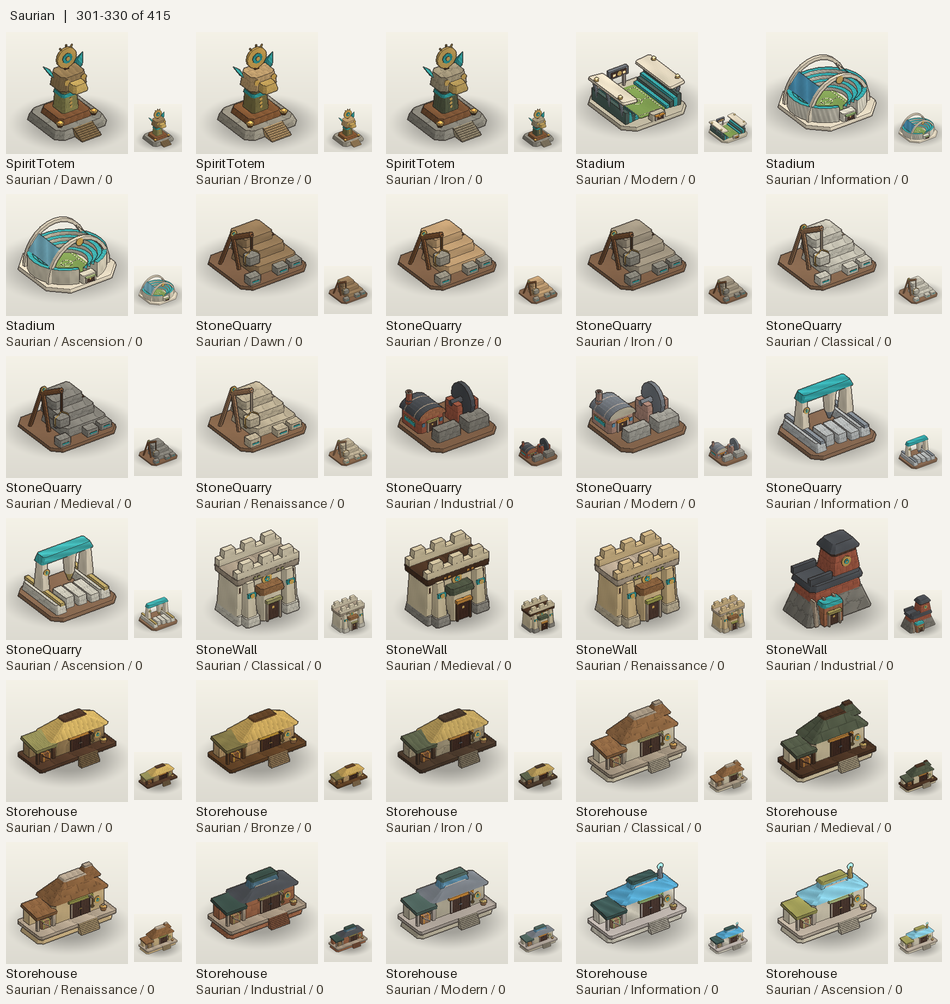 Saurian | 301-330 of 415
SpiritTotem
Saurian / Dawn / 0
SpiritTotem
Saurian / Bronze / 0
SpiritTotem
Saurian / Iron / 0
Stadium
Saurian / Modern / 0
Stadium
Saurian / Information / 0
Stadium
Saurian / Ascension / 0
StoneQuarry
Saurian / Dawn / 0
StoneQuarry
Saurian / Bronze / 0
StoneQuarry
Saurian / Iron / 0
StoneQuarry
Saurian / Classical / 0
StoneQuarry
Saurian / Medieval / 0
StoneQuarry
Saurian / Renaissance / 0
StoneQuarry
Saurian / Industrial / 0
StoneQuarry
Saurian / Modern / 0
StoneQuarry
Saurian / Information / 0
StoneQuarry
Saurian / Ascension / 0
StoneWall
Saurian / Classical / 0
StoneWall
Saurian / Medieval / 0
StoneWall
Saurian / Renaissance / 0
StoneWall
Saurian / Industrial / 0
Storehouse
Saurian / Dawn / 0
Storehouse
Saurian / Bronze / 0
Storehouse
Saurian / Iron / 0
Storehouse
Saurian / Classical / 0
Storehouse
Saurian / Medieval / 0
Storehouse
Saurian / Renaissance / 0
Storehouse
Saurian / Industrial / 0
Storehouse
Saurian / Modern / 0
Storehouse
Saurian / Information / 0
Storehouse
Saurian / Ascension / 0